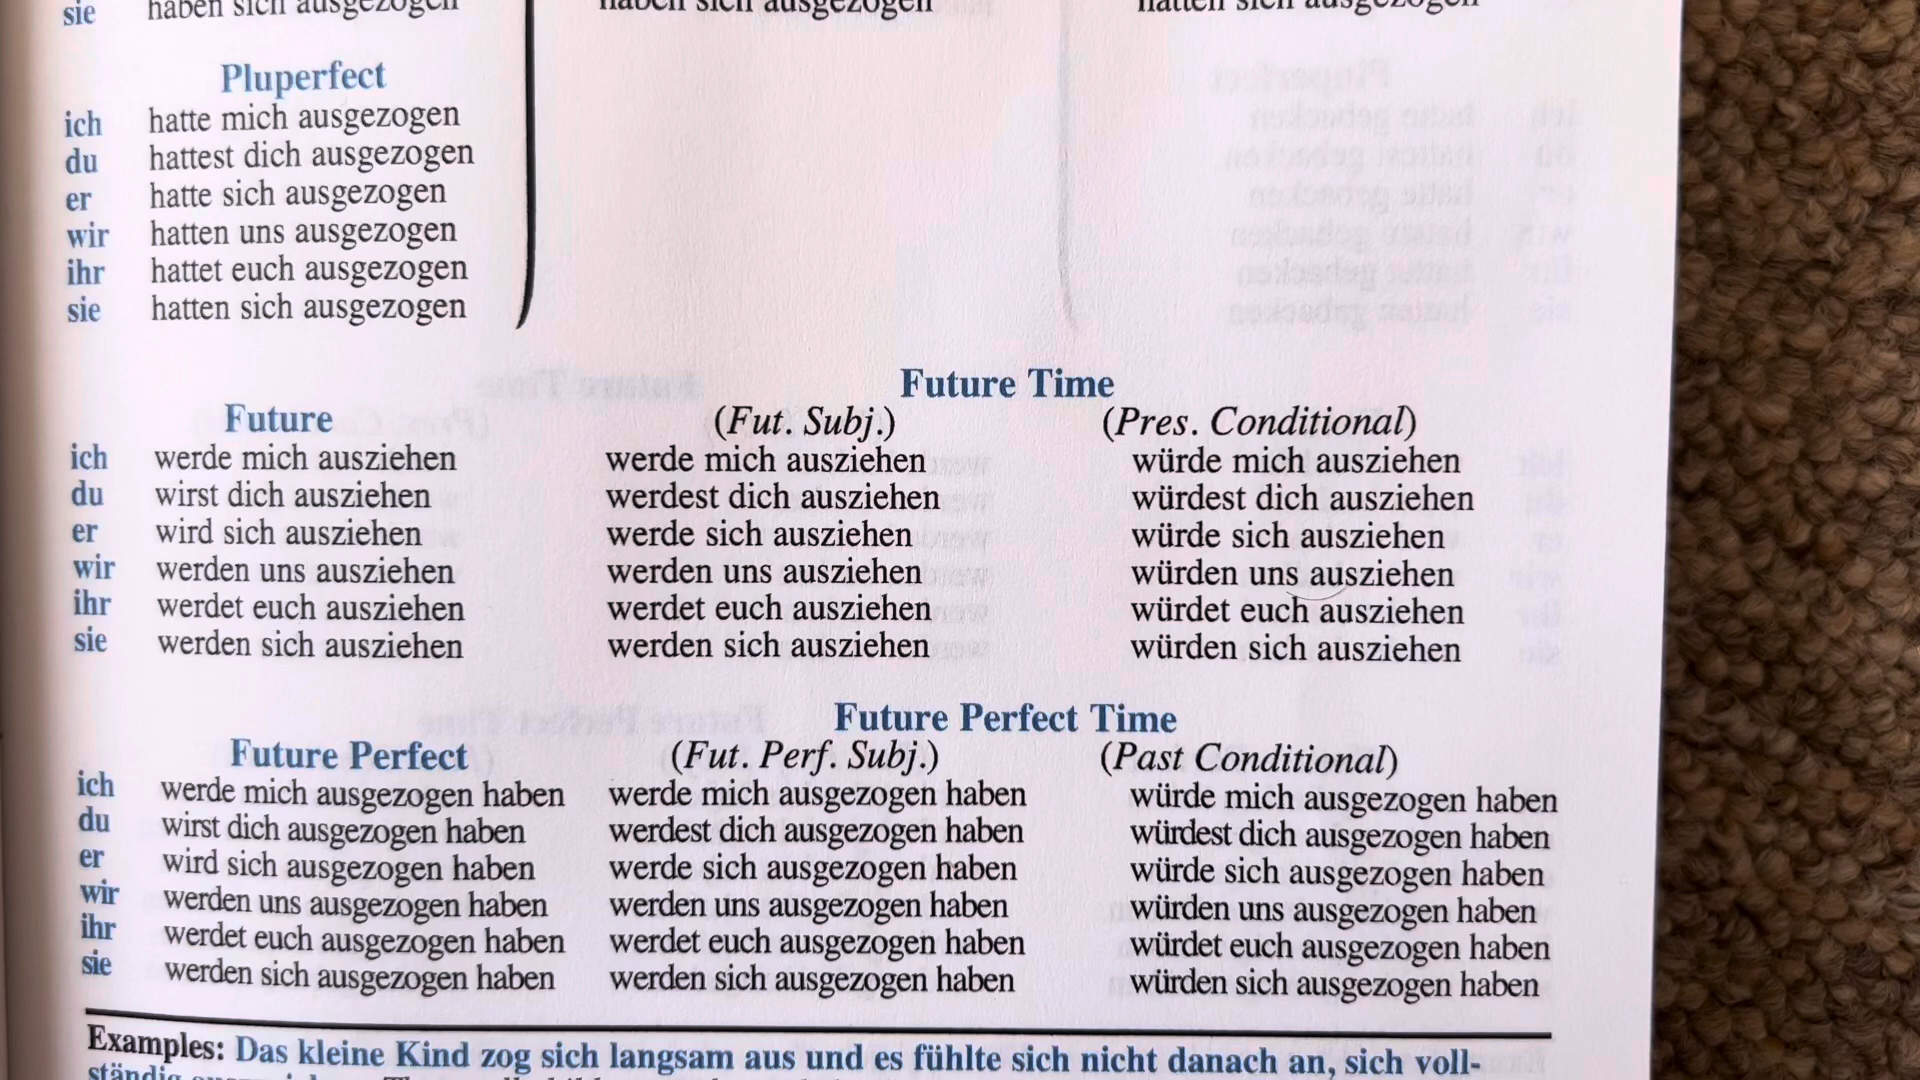 sie haben sich ausgezogen haben sich ausgezogen hätten sich ausgezogen
Pluperfect
ich hatte mich ausgezogen
du hattest dich ausgezogen
er hatte sich ausgezogen
wir hatten uns ausgezogen
ihr hattet euch ausgezogen
sie hatten sich ausgezogen
Future Time
Future (Fut. Subj.) (Pres. Conditional)
ich werde mich ausziehen werde mich ausziehen würde mich ausziehen
du wirst dich ausziehen werdest dich ausziehen würdest dich ausziehen
er wird sich ausziehen werde sich ausziehen würde sich ausziehen
wir werden uns ausziehen werden uns ausziehen würden uns ausziehen
ihr werdet euch ausziehen werdet euch ausziehen würdet euch ausziehen
sie werden sich ausziehen werden sich ausziehen würden sich ausziehen
Future Perfect Time
Future Perfect (Fut. Perf. Subj.) (Past Conditional)
ich werde mich ausgezogen haben werde mich ausgezogen haben würde mich ausgezogen haben
du wirst dich ausgezogen haben werdest dich ausgezogen haben würdest dich ausgezogen haben
er wird sich ausgezogen haben werde sich ausgezogen haben würde sich ausgezogen haben
wir werden uns ausgezogen haben werden uns ausgezogen haben würden uns ausgezogen haben
ihr werdet euch ausgezogen haben werdet euch ausgezogen haben würdet euch ausgezogen haben
sie werden sich ausgezogen haben werden sich ausgezogen haben würden sich ausgezogen haben
Examples: Das kleine Kind zog sich langsam aus und es fühlte sich nicht danach an, sich voll-
ständig